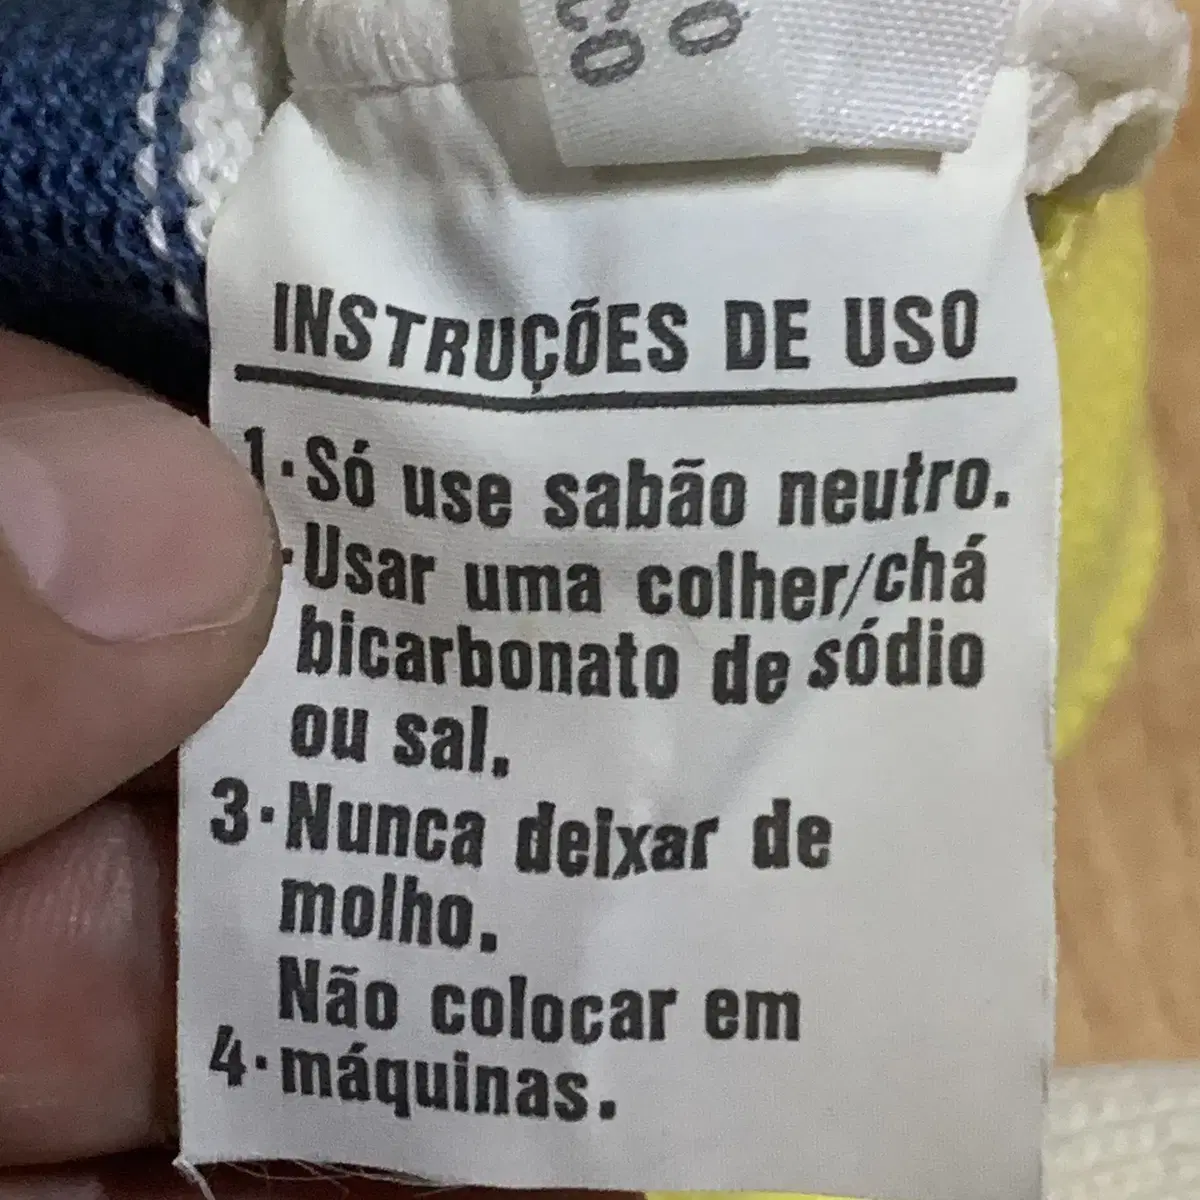 INSTRUÇÕES DE USO
1·Só use sabão neutro.
·Usar uma colher/chá
bicarbonato de sódio
ou sal.
3·Nunca deixar de
molho.
Não colocar em
4·máquinas.